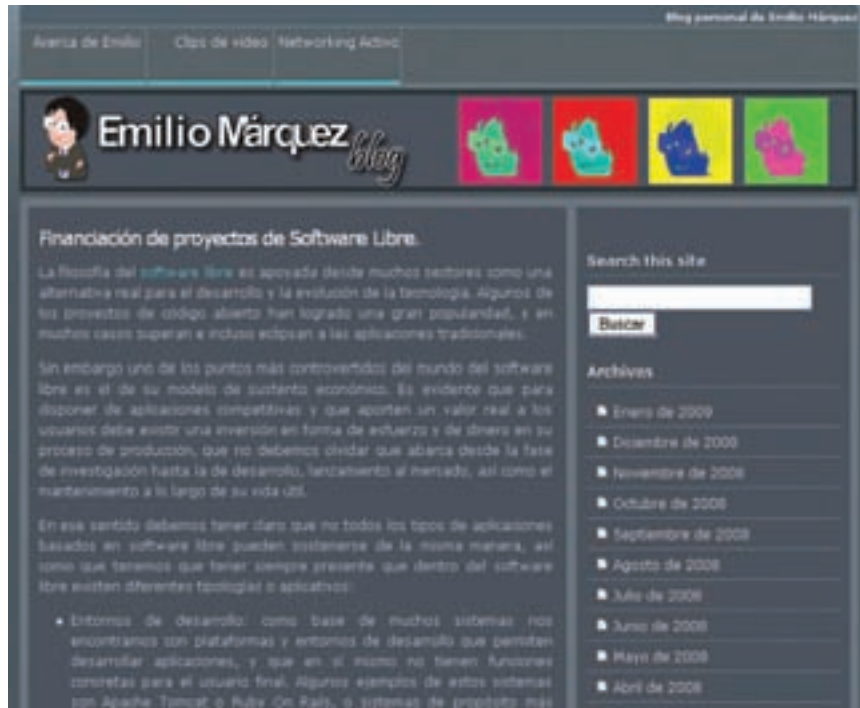 Blog personal de Emilio Márquez
Acerca de Emilio
Clips de video
Networking Activo
Emilio Márquez blog
Financiación de proyectos de Software Libre.
La filosofía del software libre es apoyada desde muchos sectores como una
alternativa real para el desarrollo y la evolución de la tecnología. Algunos de
los proyectos de código abierto han logrado una gran popularidad, y en
muchos casos superan e incluso eclipsan a las aplicaciones tradicionales.
Sin embargo uno de los puntos más controvertidos del mundo del software
libre es el de su modelo de sustento económico. Es evidente que para
disponer de aplicaciones competitivas y que aporten un valor real a los
usuarios debe existir una inversión en forma de esfuerzo y de dinero en su
proceso de producción, que no debemos olvidar que abarca desde la fase
de investigación hasta la de desarrollo, lanzamiento al mercado, así como el
mantenimiento a lo largo de su vida útil.
En ese sentido debemos tener claro que no todos los tipos de aplicaciones
basados en software libre pueden sostenerse de la misma manera, así
como que tenemos que tener siempre presente que dentro del software
libre existen diferentes tipologías o aplicativos:
Entornos de desarrollo: como base de muchos sistemas nos
encontramos con plataformas y entornos de desarrollo que permiten
desarrollar aplicaciones, y que en sí mismo no tienen funciones
concretas para el usuario final. Algunos ejemplos de estos sistemas
son Apache Tomcat o Ruby On Rails, o sistemas de propósito más
Search this site
Buscar
Archivos
Enero de 2009
Diciembre de 2008
Noviembre de 2008
Octubre de 2008
Septiembre de 2008
Agosto de 2008
Julio de 2008
Junio de 2008
Mayo de 2008
Abril de 2008